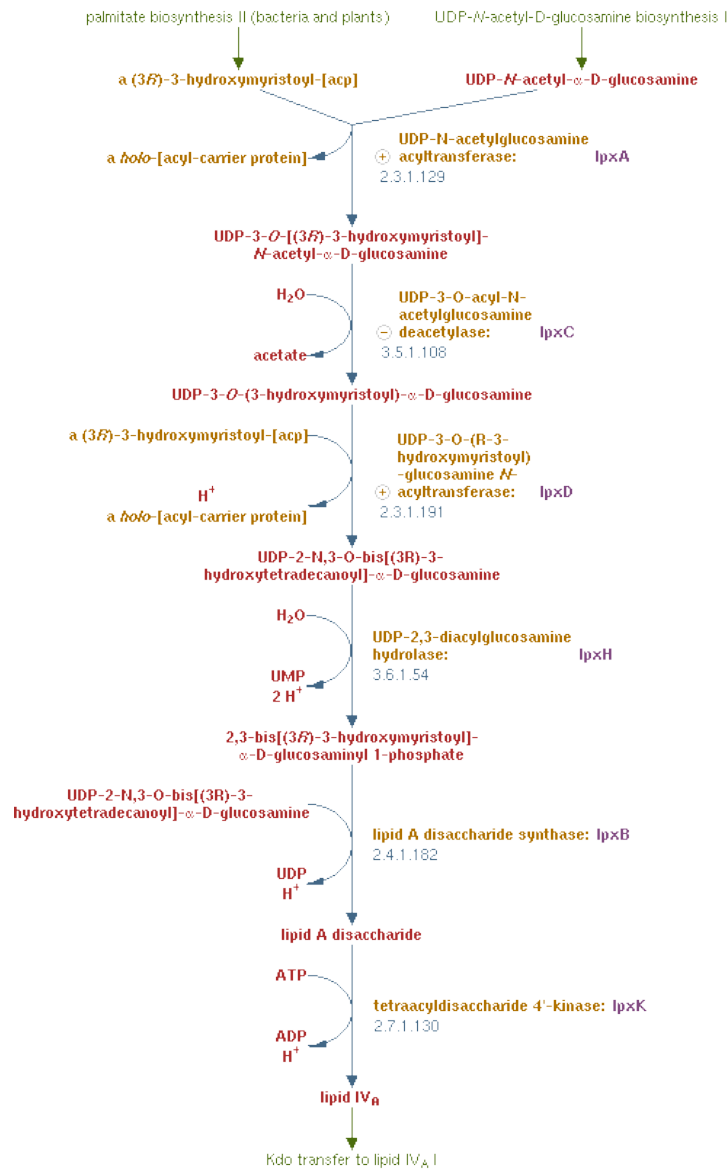 palmitate biosynthesis II (bacteria and plants)
UDP-N-acetyl-D-glucosamine biosynthesis I
a (3R)-3-hydroxymyristoyl-[acp]
UDP-N-acetyl-α-D-glucosamine
a holo-[acyl-carrier protein]
UDP-N-acetylglucosamine
+ acyltransferase: lpxA
2.3.1.129
UDP-3-O-[(3R)-3-hydroxymyristoyl]-
N-acetyl-α-D-glucosamine
H₂O
acetate
UDP-3-O-acyl-N-
acetylglucosamine
− deacetylase: lpxC
3.5.1.108
UDP-3-O-(3-hydroxymyristoyl)-α-D-glucosamine
a (3R)-3-hydroxymyristoyl-[acp]
H⁺
a holo-[acyl-carrier protein]
UDP-3-O-(R-3-
hydroxymyristoyl)
-glucosamine N-
+ acyltransferase: lpxD
2.3.1.191
UDP-2-N,3-O-bis[(3R)-3-
hydroxytetradecanoyl]-α-D-glucosamine
H₂O
UMP
2 H⁺
UDP-2,3-diacylglucosamine
hydrolase: lpxH
3.6.1.54
2,3-bis[(3R)-3-hydroxymyristoyl]-
α-D-glucosaminyl 1-phosphate
UDP-2-N,3-O-bis[(3R)-3-
hydroxytetradecanoyl]-α-D-glucosamine
UDP
H⁺
lipid A disaccharide synthase: lpxB
2.4.1.182
lipid A disaccharide
ATP
ADP
H⁺
tetraacyldisaccharide 4'-kinase: lpxK
2.7.1.130
lipid IV_A
Kdo transfer to lipid IV_A I